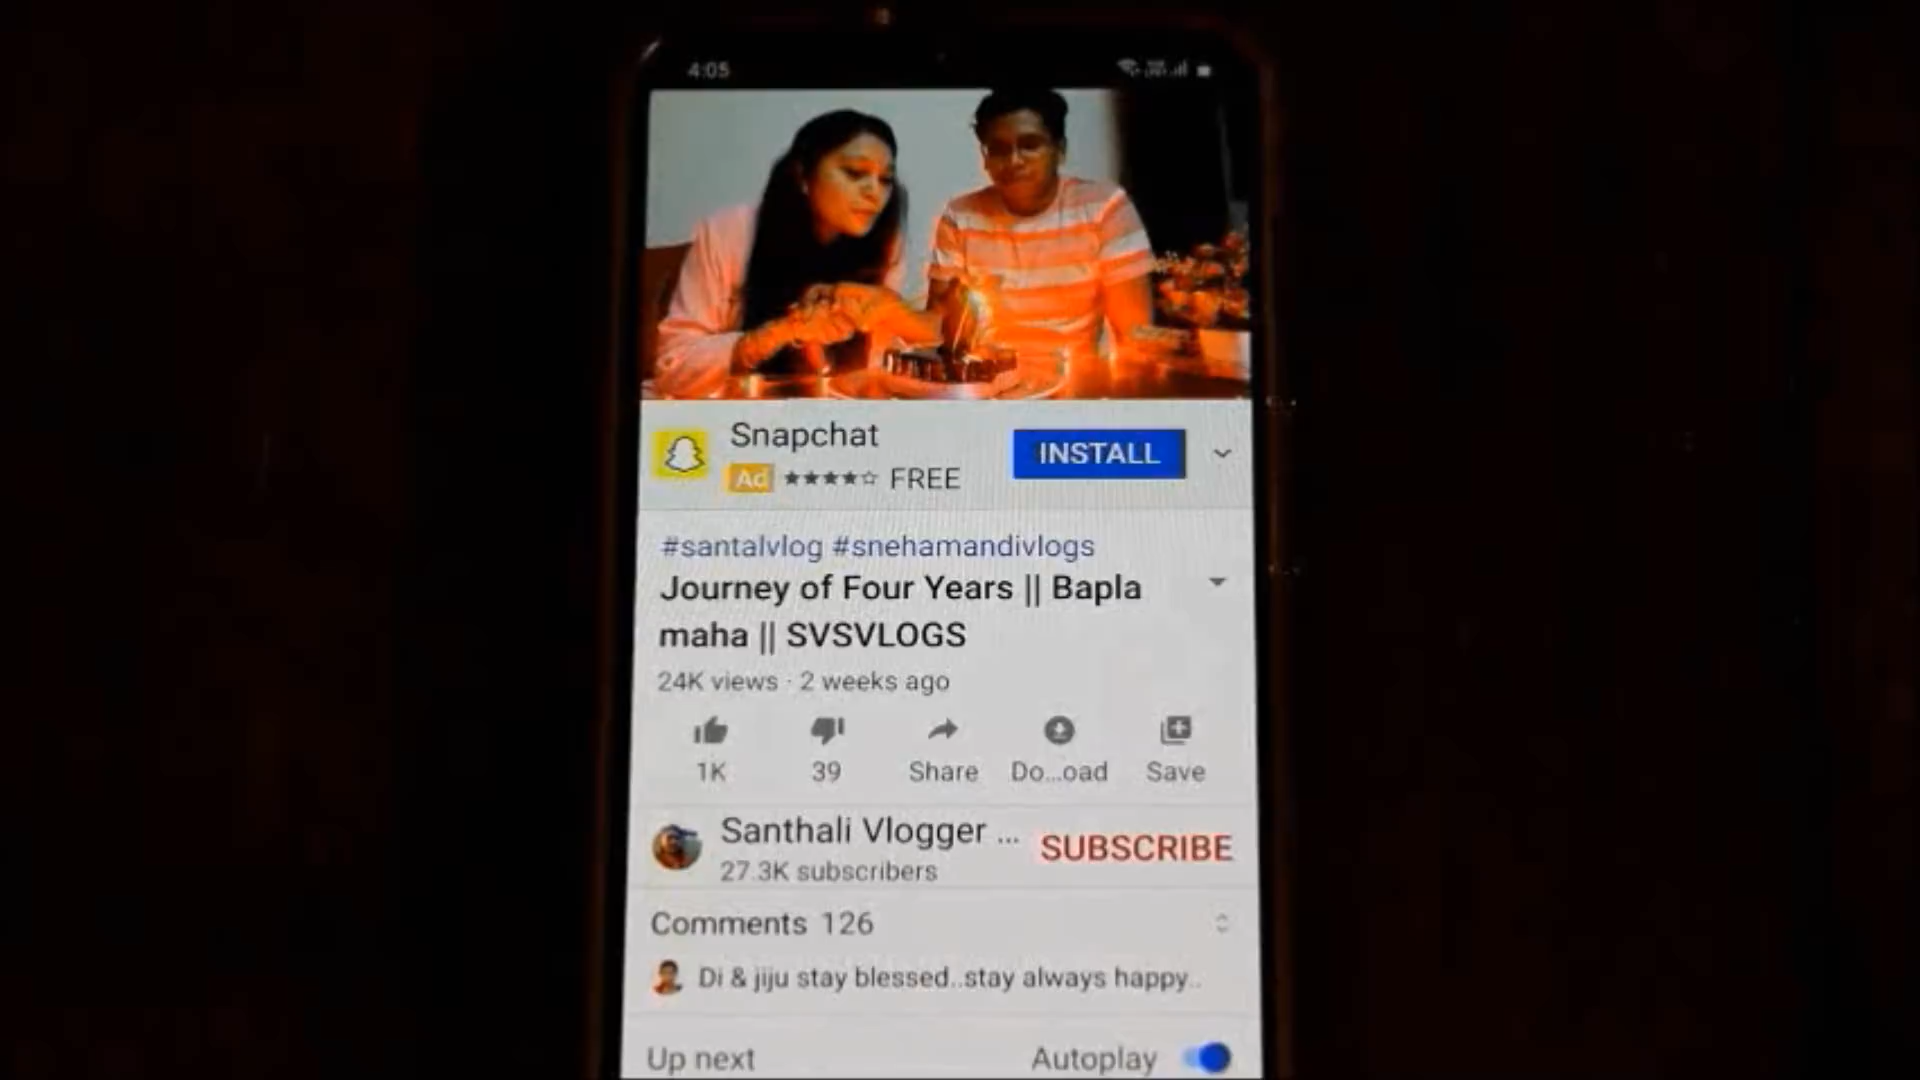 4:05
Snapchat
Ad FREE
INSTALL
#santalvlog #snehamandivlogs
Journey of Four Years || Bapla
maha || SVSVLOGS
24K views · 2 weeks ago
1K 39 Share Do...oad Save
Santhali Vlogger ...
SUBSCRIBE
27.3K subscribers
Comments 126
Di & jiju stay blessed..stay always happy..
Up next Autoplay